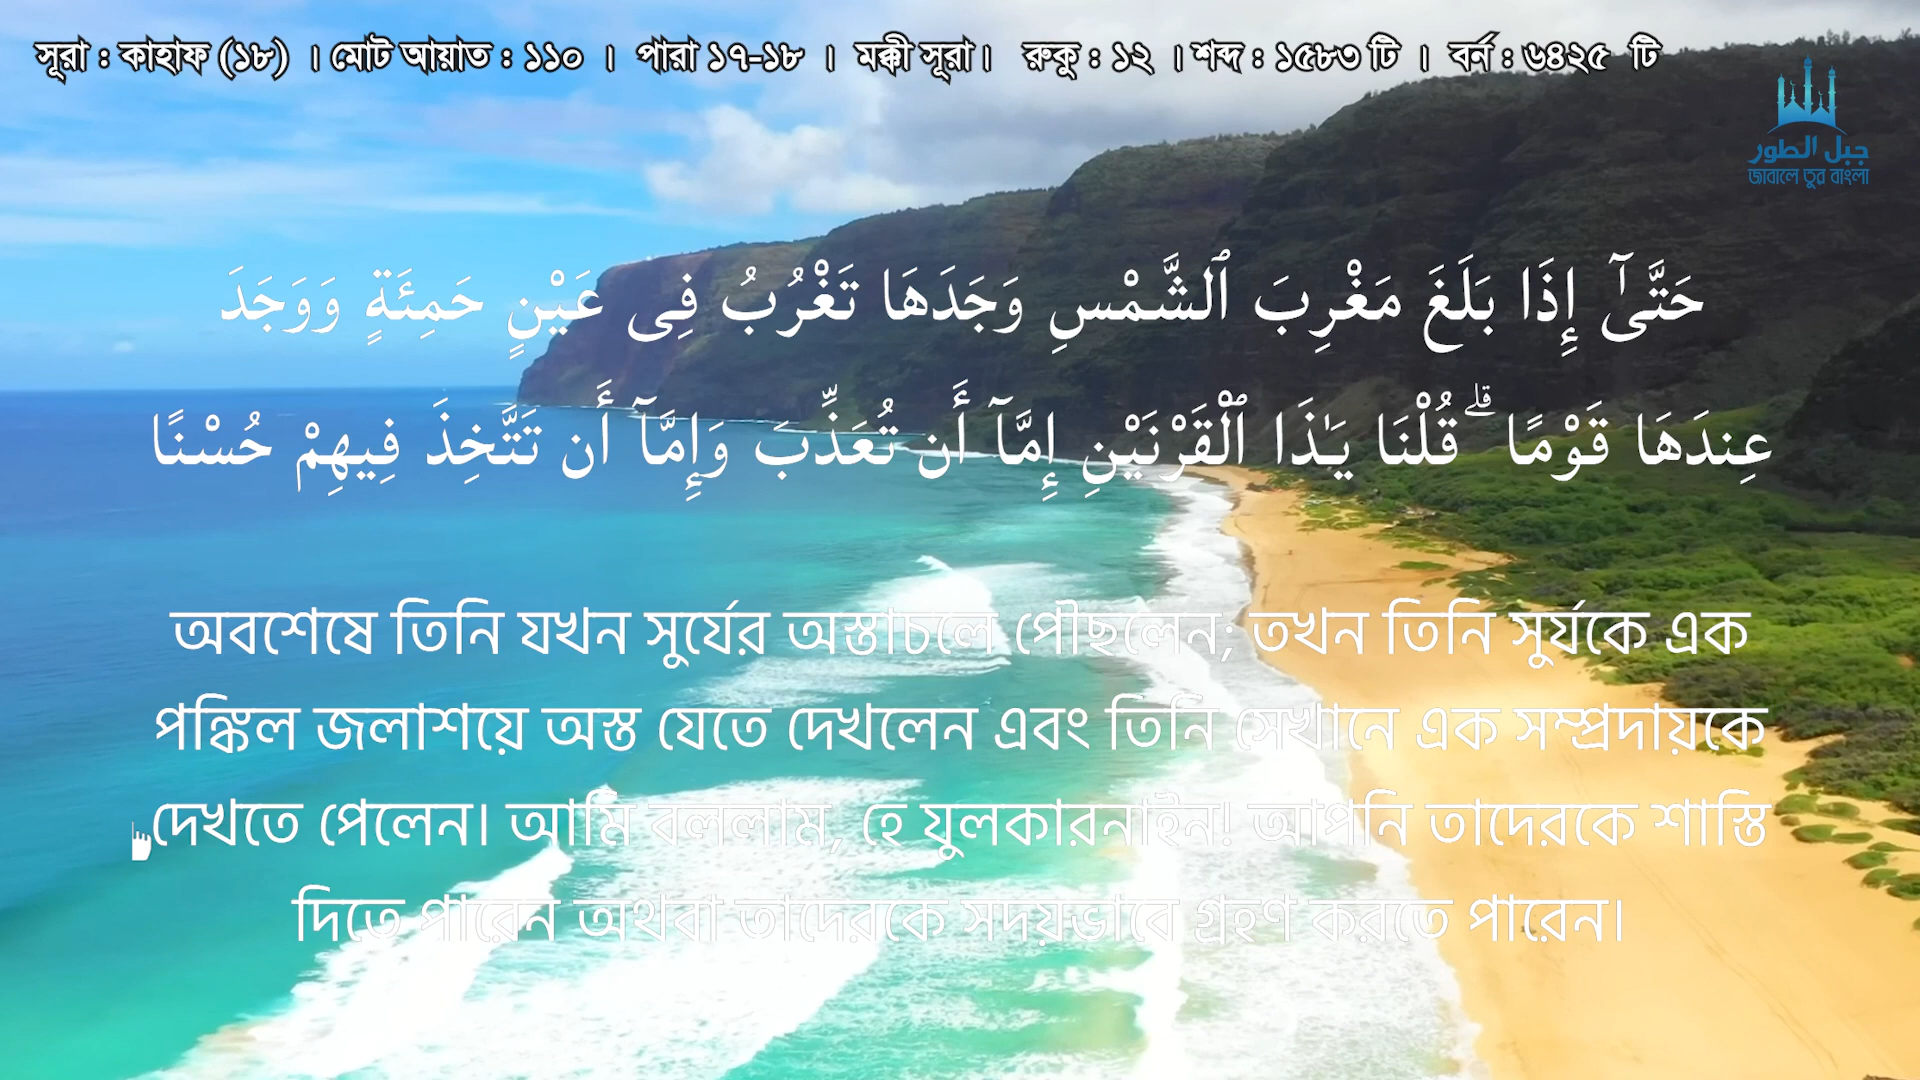 সূরা : কাহাফ (১৮) । মোট আয়াত : ১১০ । পারা ১৭-১৮ । মক্কী সূরা। রুকু : ১২ । শব্দ : ১৫৮৩ টি । বর্ন : ৬৪২৫ টি
جبل الطور
জাবালে তুর বাংলা
حَتَّىٰٓ إِذَا بَلَغَ مَغْرِبَ ٱلشَّمْسِ وَجَدَهَا تَغْرُبُ فِى عَيْنٍ حَمِئَةٍ وَوَجَدَ
عِندَهَا قَوْمًا ۗ قُلْنَا يَـٰذَا ٱلْقَرْنَيْنِ إِمَّآ أَن تُعَذِّبَ وَإِمَّآ أَن تَتَّخِذَ فِيهِمْ حُسْنًا
অবশেষে তিনি যখন সুর্যের অস্তাচলে পৌছলেন; তখন তিনি সুর্যকে এক
পঙ্কিল জলাশয়ে অস্ত যেতে দেখলেন এবং তিনি সেখানে এক সম্প্রদায়কে
দেখতে পেলেন। আমি বললাম, হে যুলকারনাইন! আপনি তাদেরকে শাস্তি
দিতে পারেন অথবা তাদেরকে সদয়ভাবে গ্রহণ করতে পারেন।